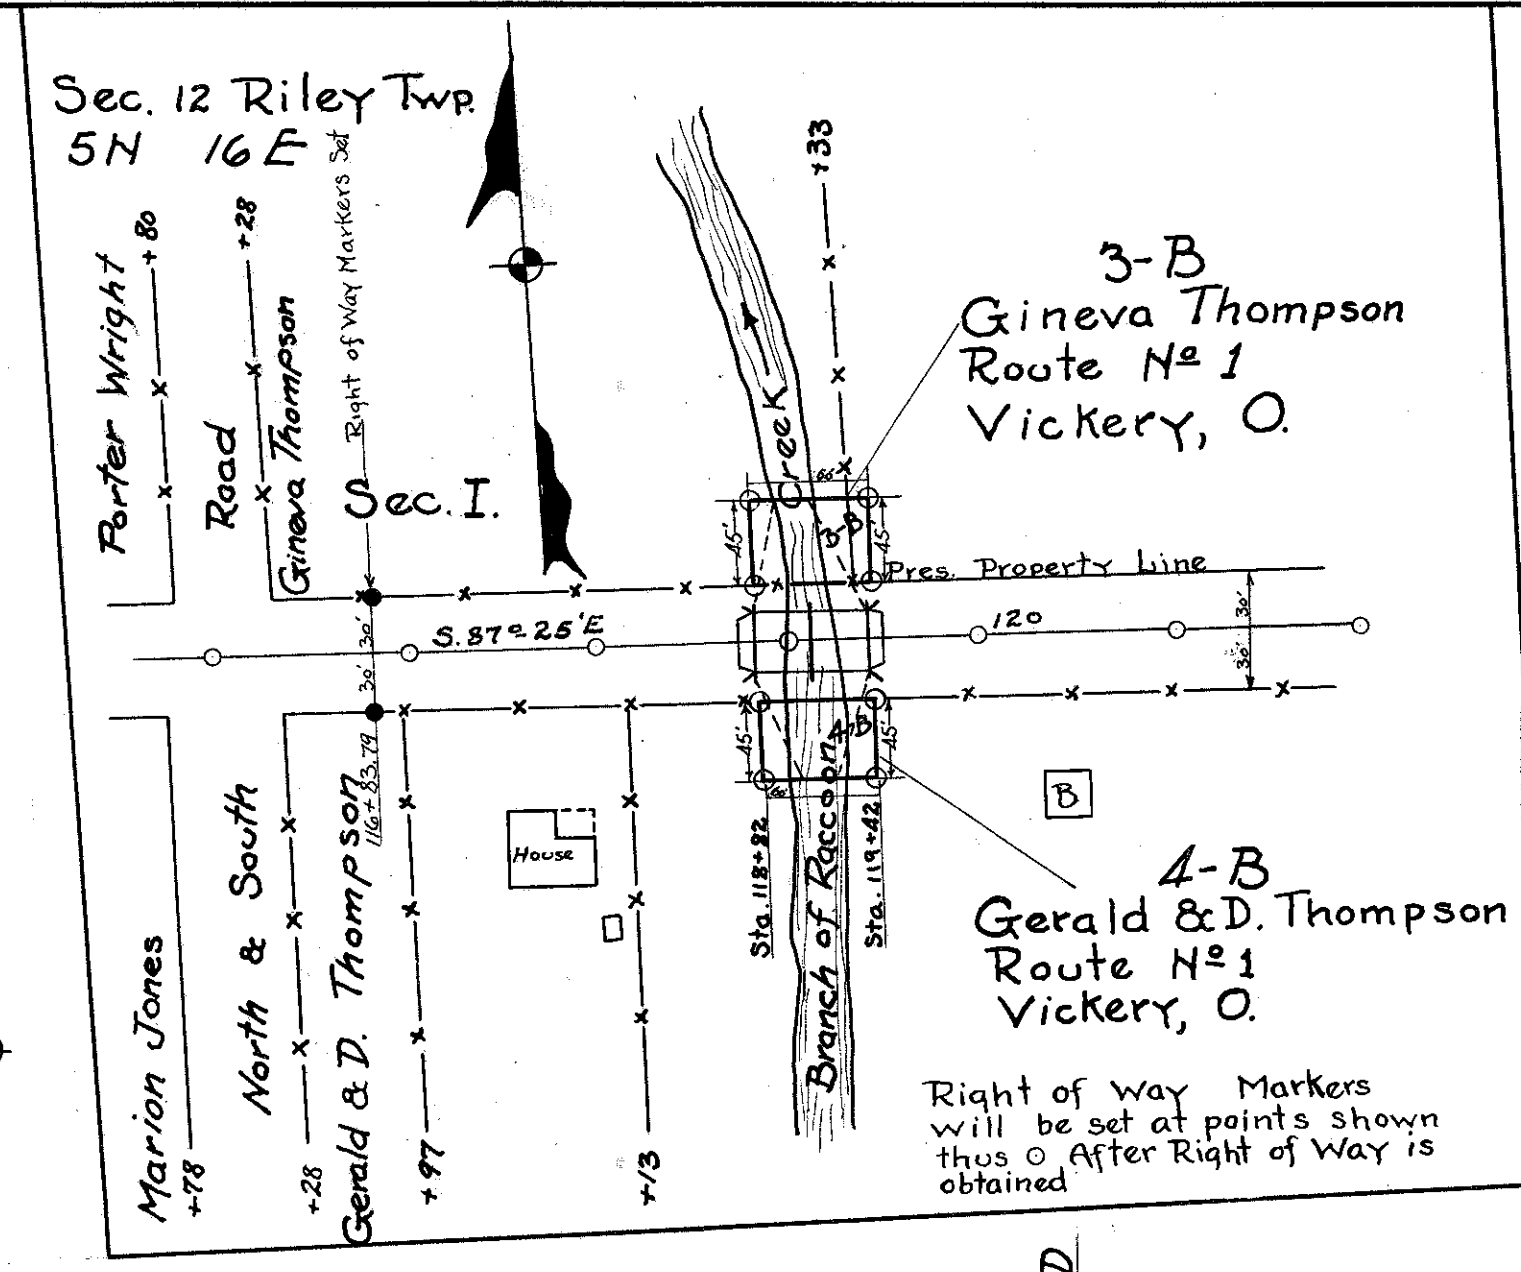 Sec. 12 Riley Twp.
5N 16E
Porter Wright
+80
Road
+28
Gineva Thompson
Right of Way Markers Set
Sec. I.
+33
Creek
3-B
Gineva Thompson
Route Nº 1
Vickery, O.
66'
45'
3-B
45'
Pres. Property Line
S. 87º 25'E
120
30'
30'
30'
30'
45'
4-B
45'
66'
116+83.79
House
Sta. 118+82
Branch of Raccoon
Sta. 119+42
B
4-B
Gerald & D. Thompson
Route Nº 1
Vickery, O.
Marion Jones
+78
North & South
+28
Gerald & D. Thompson
+97
+13
Right of Way Markers
will be set at points shown
thus ⊙ After Right of Way is
obtained
D